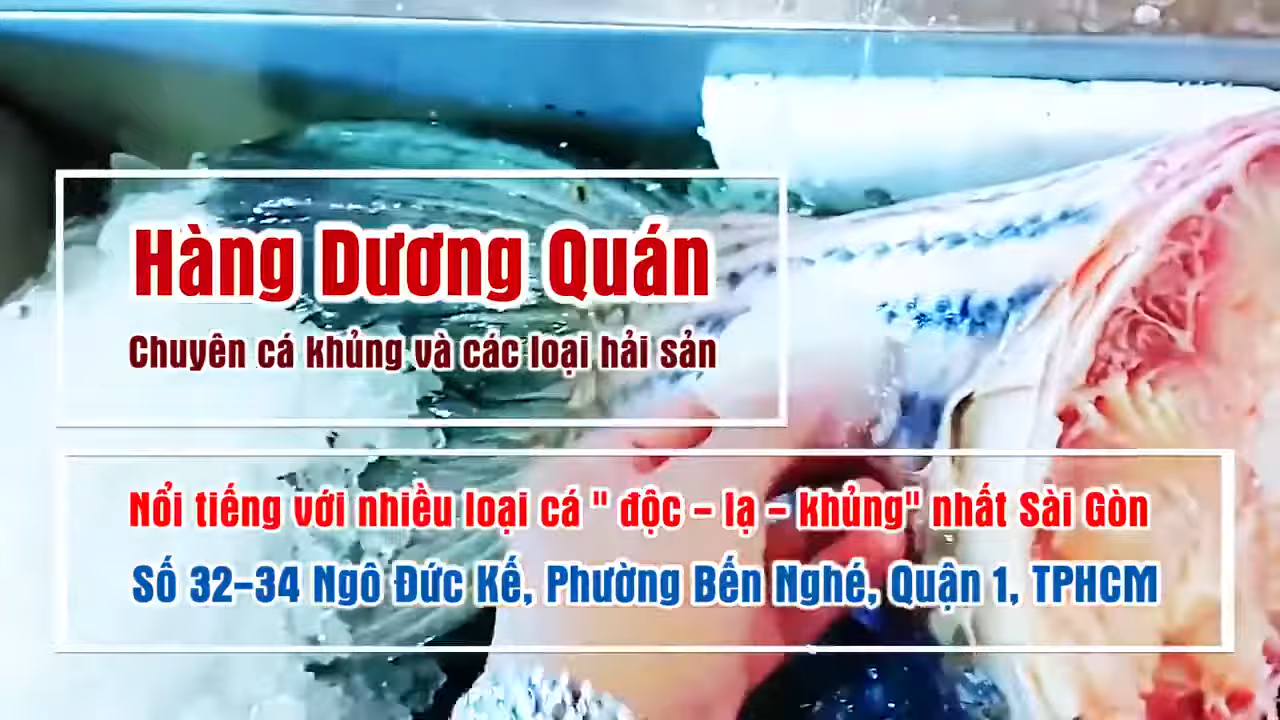 Hàng Dương Quán
Chuyên cá khủng và các loại hải sản
Nổi tiếng với nhiều loại cá " độc - lạ - khủng" nhất Sài Gòn
Số 32-34 Ngô Đức Kế, Phường Bến Nghé, Quận 1, TPHCM